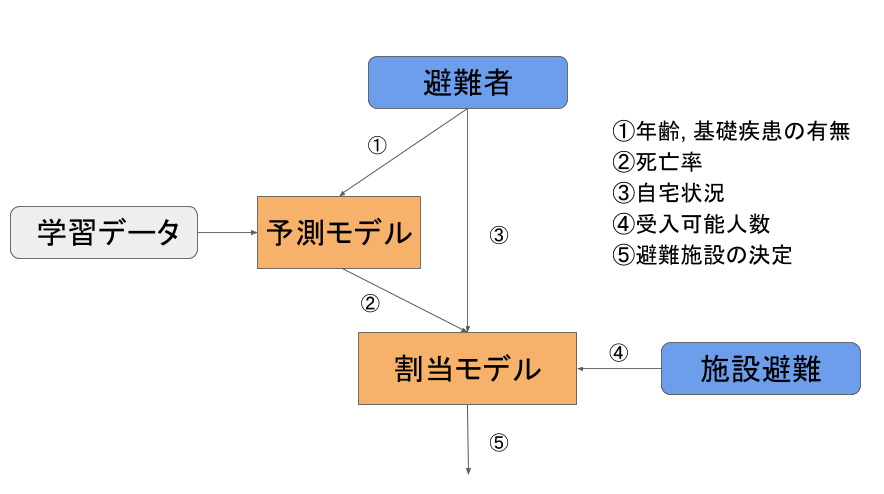 避難者
①
①年齢, 基礎疾患の有無
②死亡率
③自宅状況
④受入可能人数
⑤避難施設の決定
学習データ
予測モデル
③
②
割当モデル
④
施設避難
⑤